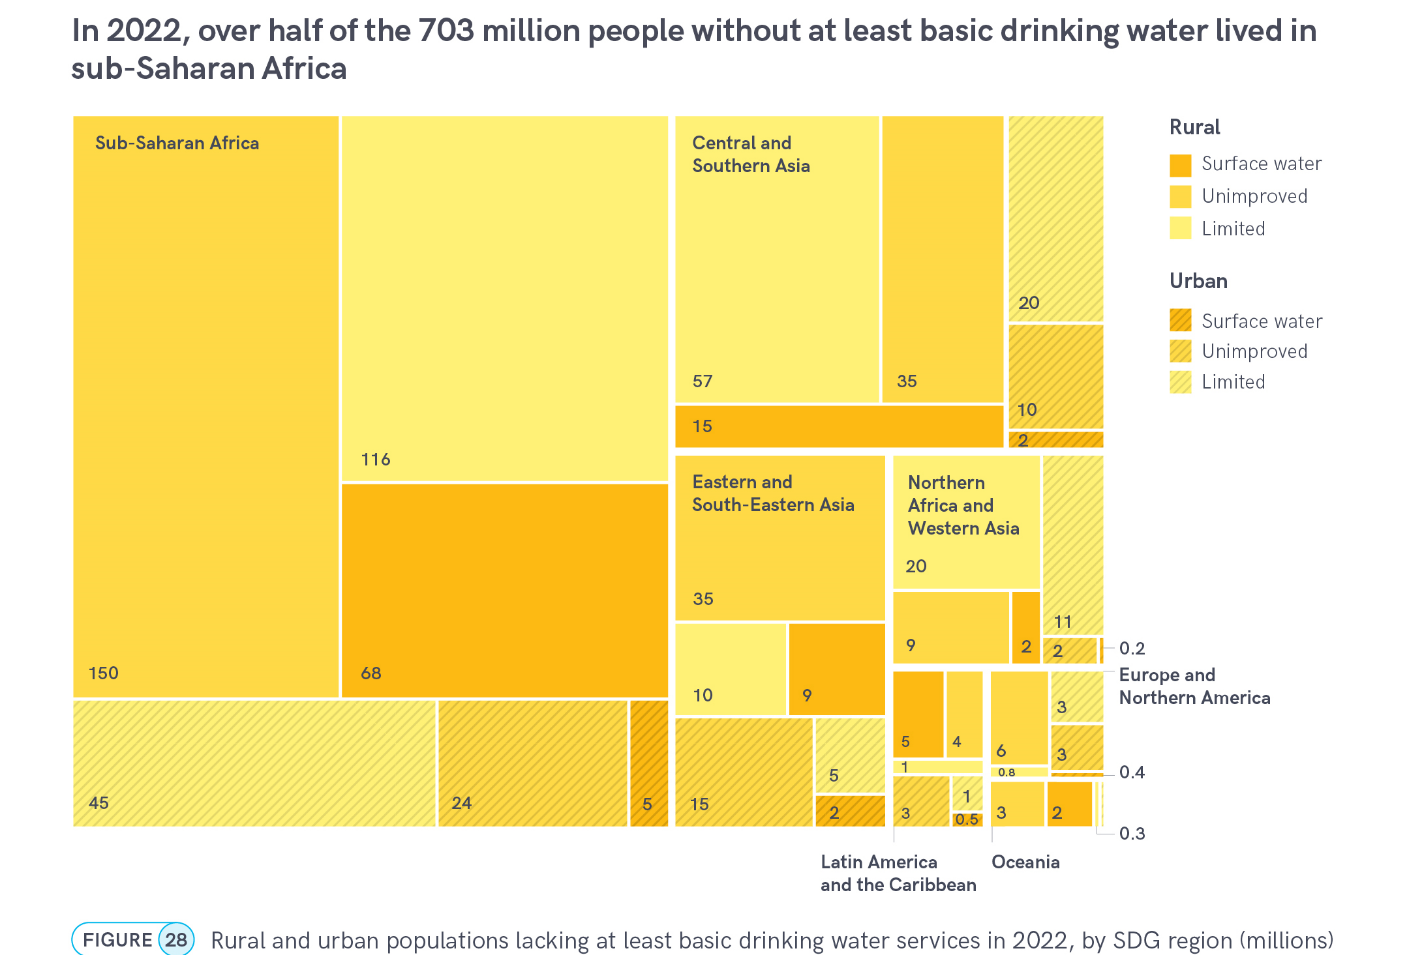 In 2022, over half of the 703 million people without at least basic drinking water lived in
sub-Saharan Africa
Sub-Saharan Africa
150
116
68
45
24
5
Central and
Southern Asia
57
35
15
20
10
2
Eastern and
South-Eastern Asia
35
10
9
15
5
2
Northern
Africa and
Western Asia
20
9
2
11
2
0.2
Europe and
Northern America
6
0.8
3
3
0.4
5
4
1
3
1
0.5
Latin America
and the Caribbean
3
2
0.3
Oceania
Rural
Surface water
Unimproved
Limited
Urban
Surface water
Unimproved
Limited
FIGURE 28 Rural and urban populations lacking at least basic drinking water services in 2022, by SDG region (millions)